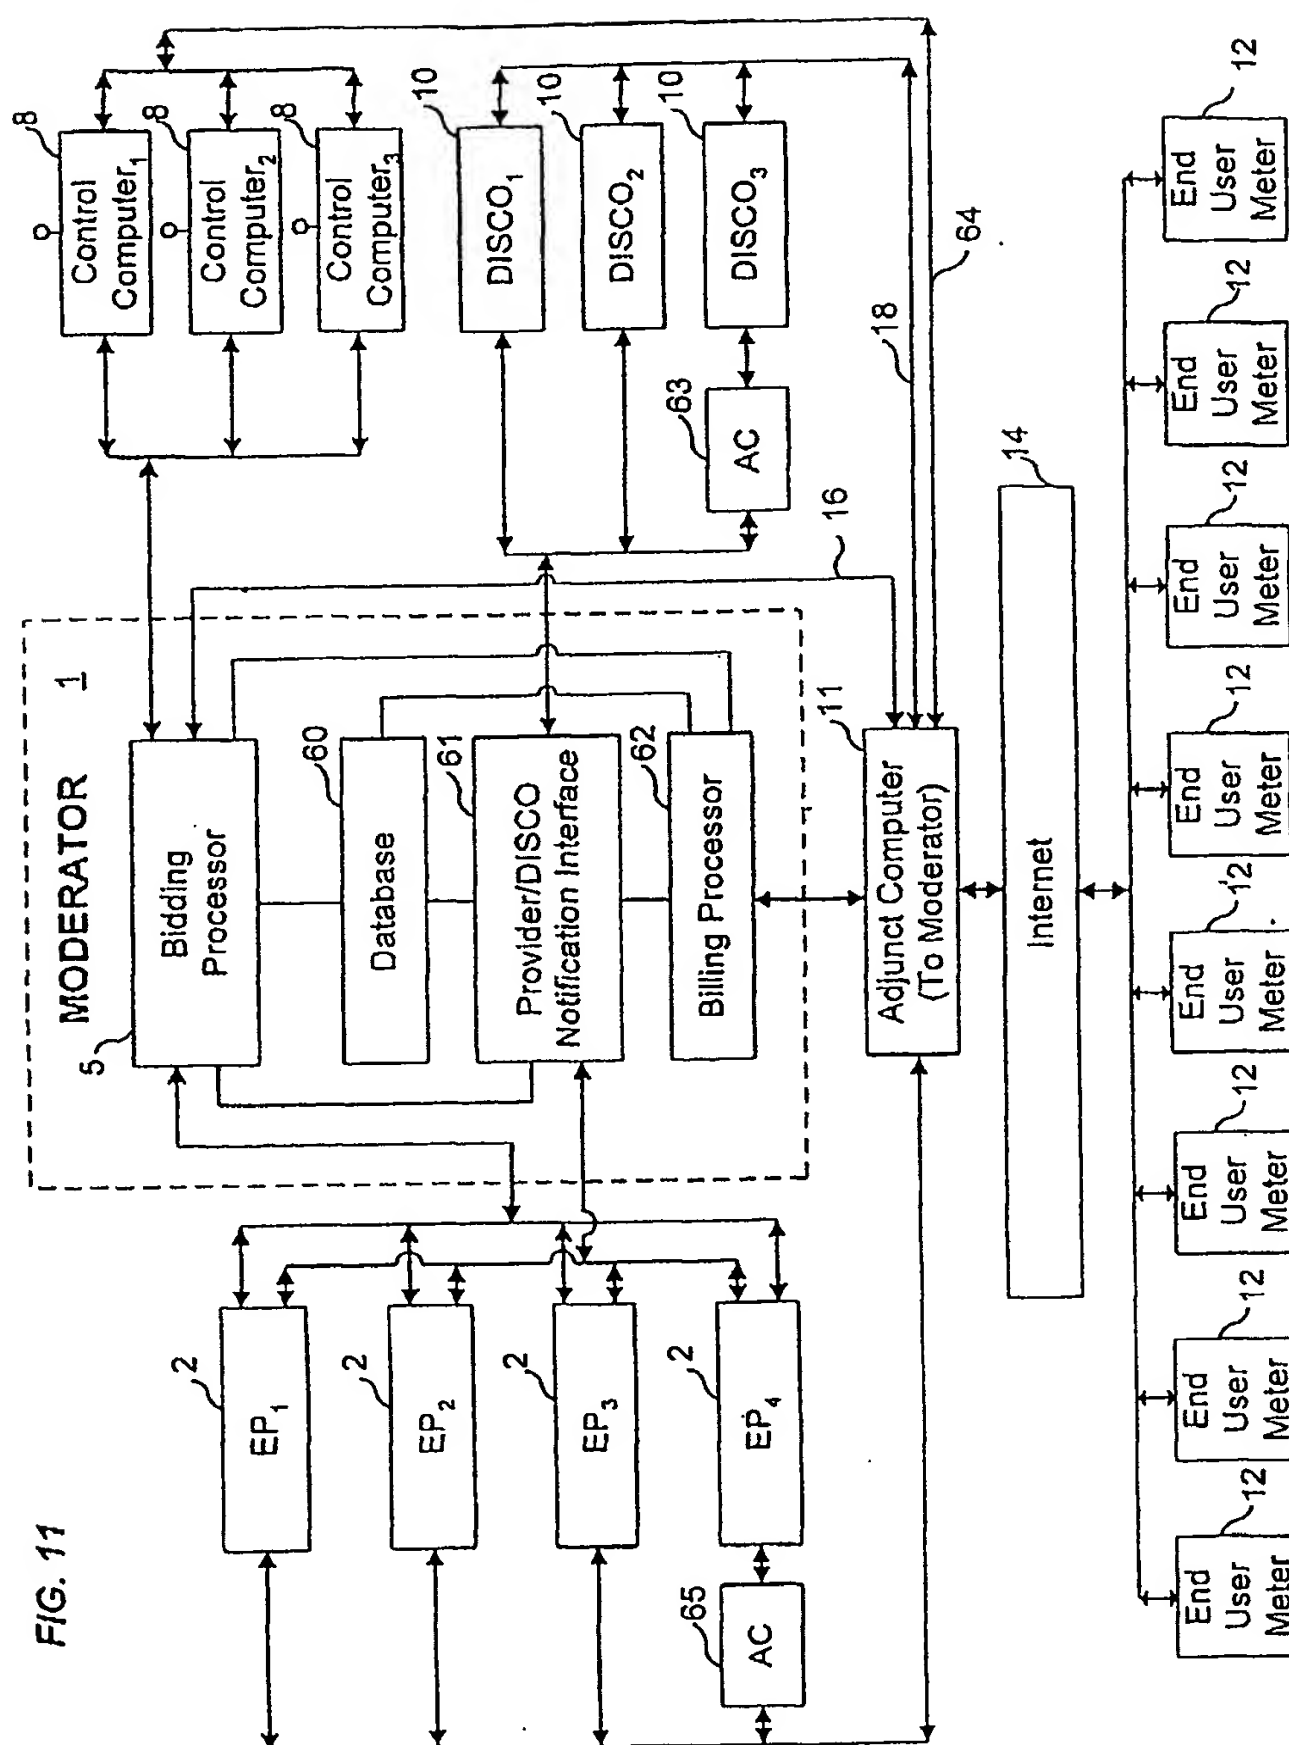 FIG. 11
MODERATOR 1
5
Bidding
Processor
60
Database
61
Provider/DISCO
Notification Interface
62
Billing Processor
2
EP1
2
EP2
2
EP3
2
EP4
65
AC
8
Control
Computer1
8
Control
Computer2
8
Control
Computer3
10
DISCO1
10
DISCO2
10
DISCO3
63
AC
16
18
64
11
Adjunct Computer
(To Moderator)
14
Internet
12
End
User
Meter
12
End
User
Meter
12
End
User
Meter
12
End
User
Meter
12
End
User
Meter
12
End
User
Meter
12
End
User
Meter
12
End
User
Meter